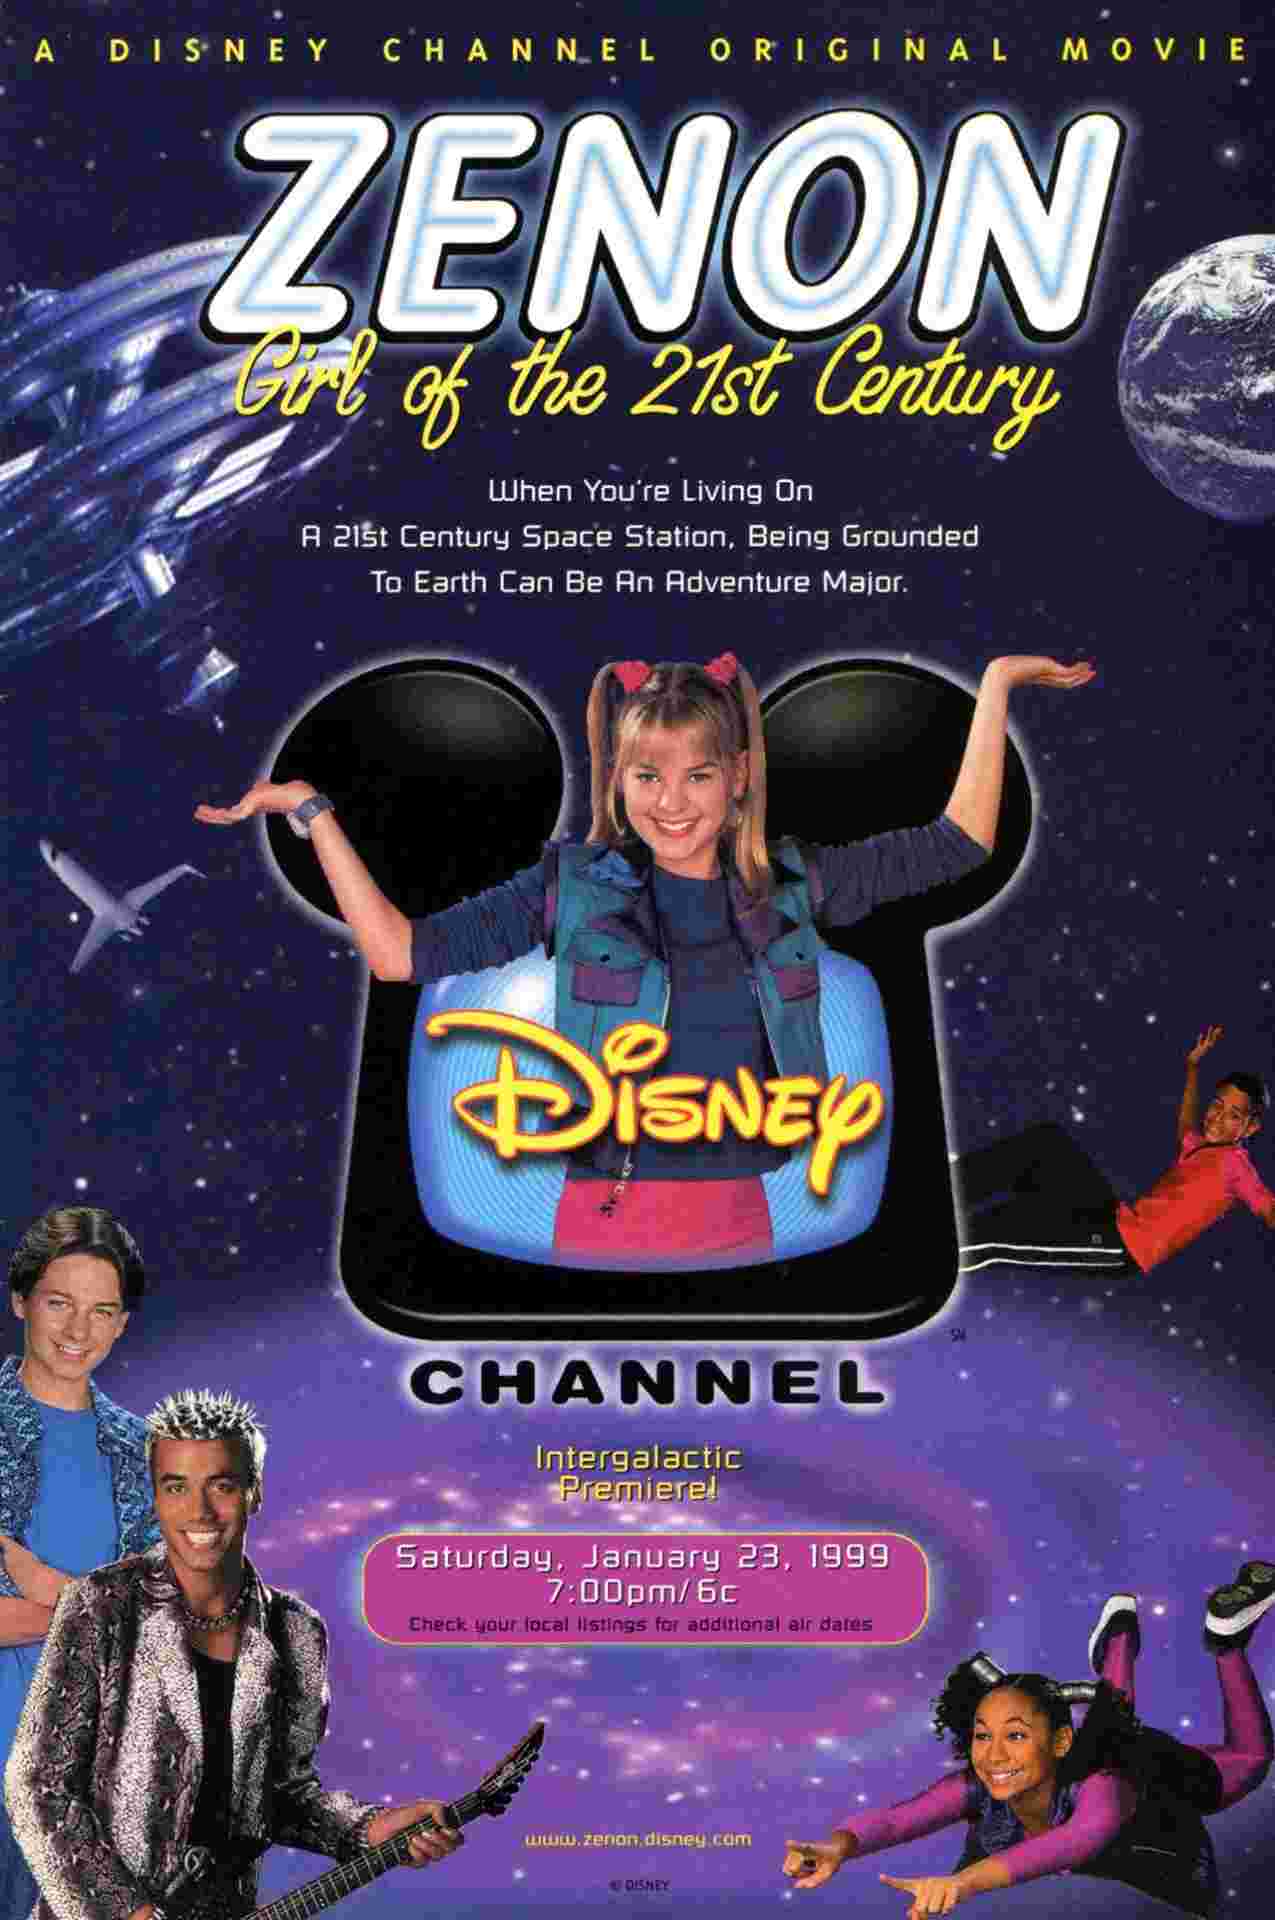 A DISNEY CHANNEL ORIGINAL MOVIE
ZENON
Girl of the 21st Century
When You're Living On
A 21st Century Space Station, Being Grounded
To Earth Can Be An Adventure Major.
Disney
SM
CHANNEL
Intergalactic
Premiere!
Saturday, January 23, 1999
7:00pm/6c
Check your local listings for additional air dates
www.zenon.disney.com
© DISNEY